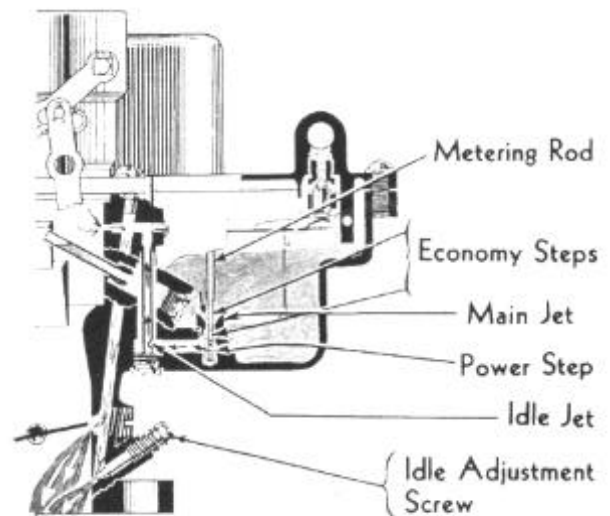 Metering Rod
Economy Steps
Main Jet
Power Step
Idle Jet
Idle Adjustment
Screw